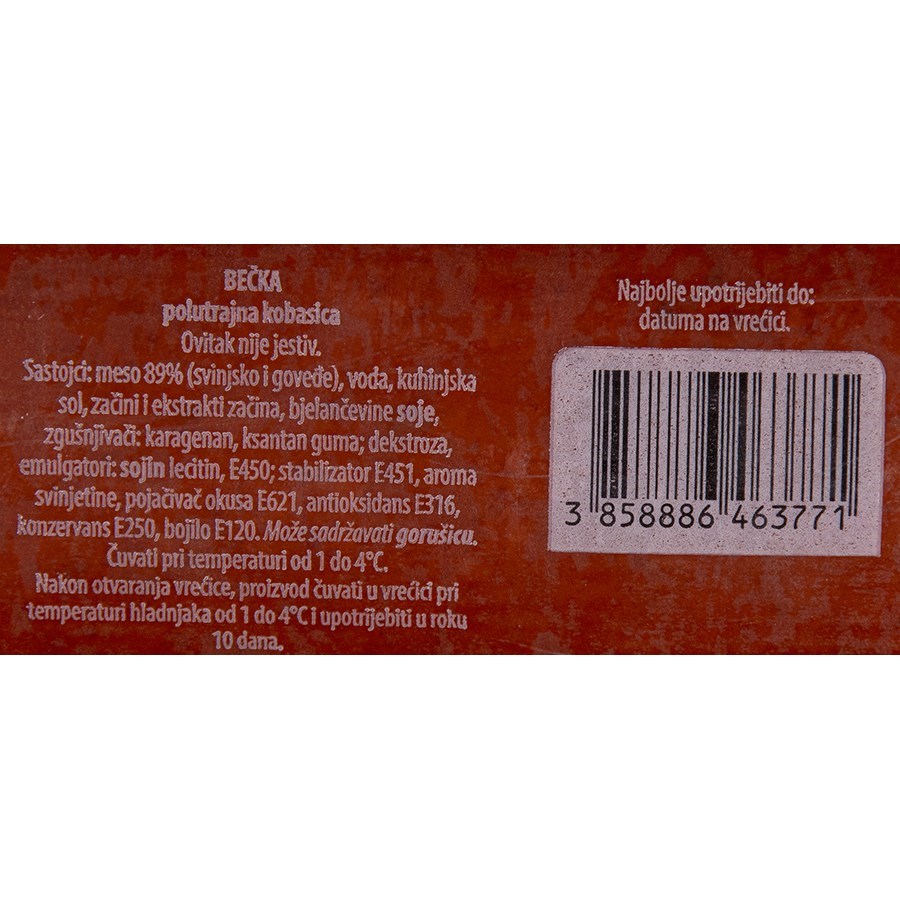 BEČKA
polutrajna kobasica
Ovitak nije jestiv.
Sastojci: meso 89% (svinjsko i goveđe), voda, kuhinjska
sol, začini i ekstrakti začina, bjelančevine soje,
zgušnjivači: karagenan, ksantan guma; dekstroza,
emulgatori: sojin lecitin, E450; stabilizator E451, aroma
svinjetine, pojačivač okusa E621, antioksidans E316,
konzervans E250, bojilo E120. Može sadržavati gorušicu.
Čuvati pri temperaturi od 1 do 4°C.
Nakon otvaranja vrećice, proizvod čuvati u vrećici pri
temperaturi hladnjaka od 1 do 4°C i upotrijebiti u roku
10 dana.
Najbolje upotrijebiti do:
datuma na vrećici.
3 858886 463771